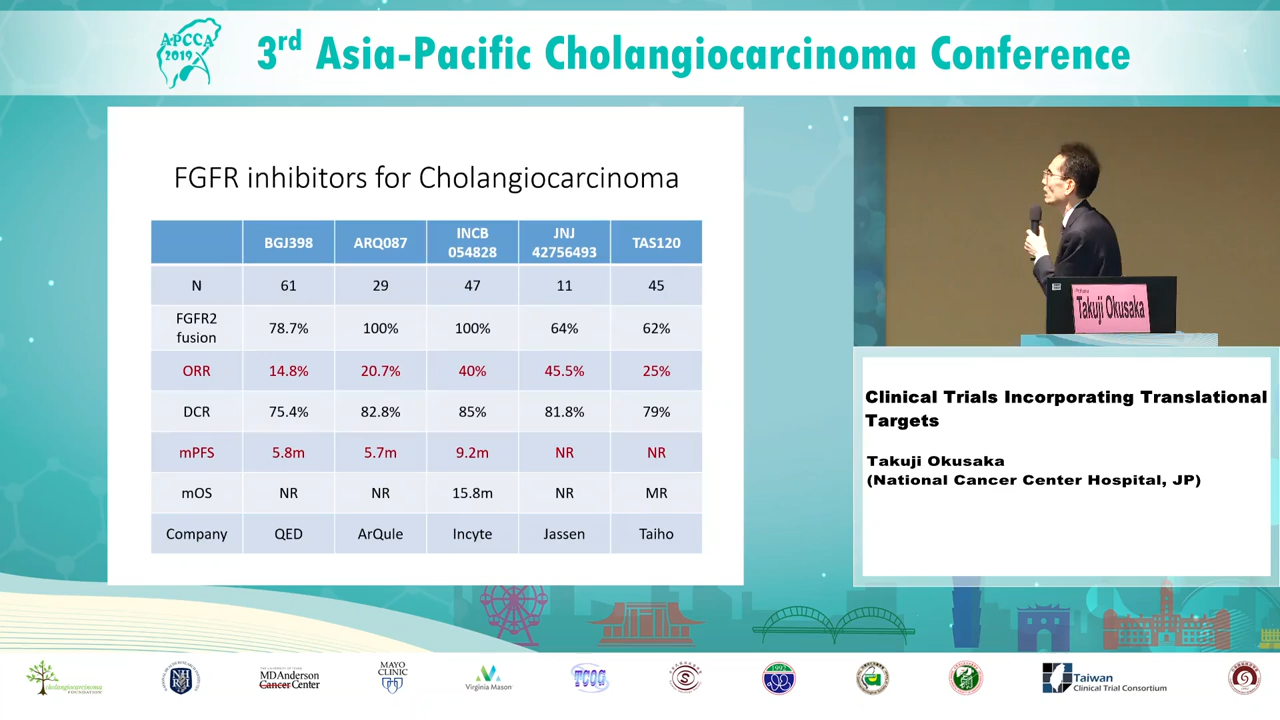 APCCA
2019
3rd Asia-Pacific Cholangiocarcinoma Conference
FGFR inhibitors for Cholangiocarcinoma
BGJ398 ARQ087 INCB 054828 JNJ 42756493 TAS120
N 61 29 47 11 45
FGFR2 fusion 78.7% 100% 100% 64% 62%
ORR 14.8% 20.7% 40% 45.5% 25%
DCR 75.4% 82.8% 85% 81.8% 79%
mPFS 5.8m 5.7m 9.2m NR NR
mOS NR NR 15.8m NR MR
Company QED ArQule Incyte Jassen Taiho
Takuji Okusaka
Clinical Trials Incorporating Translational
Targets
Takuji Okusaka
(National Cancer Center Hospital, JP)
cholangiocarcinoma
FOUNDATION
MDAnderson
Cancer Center
MAYO
CLINIC
Virginia Mason
TCOG
Taiwan
Clinical Trial Consortium